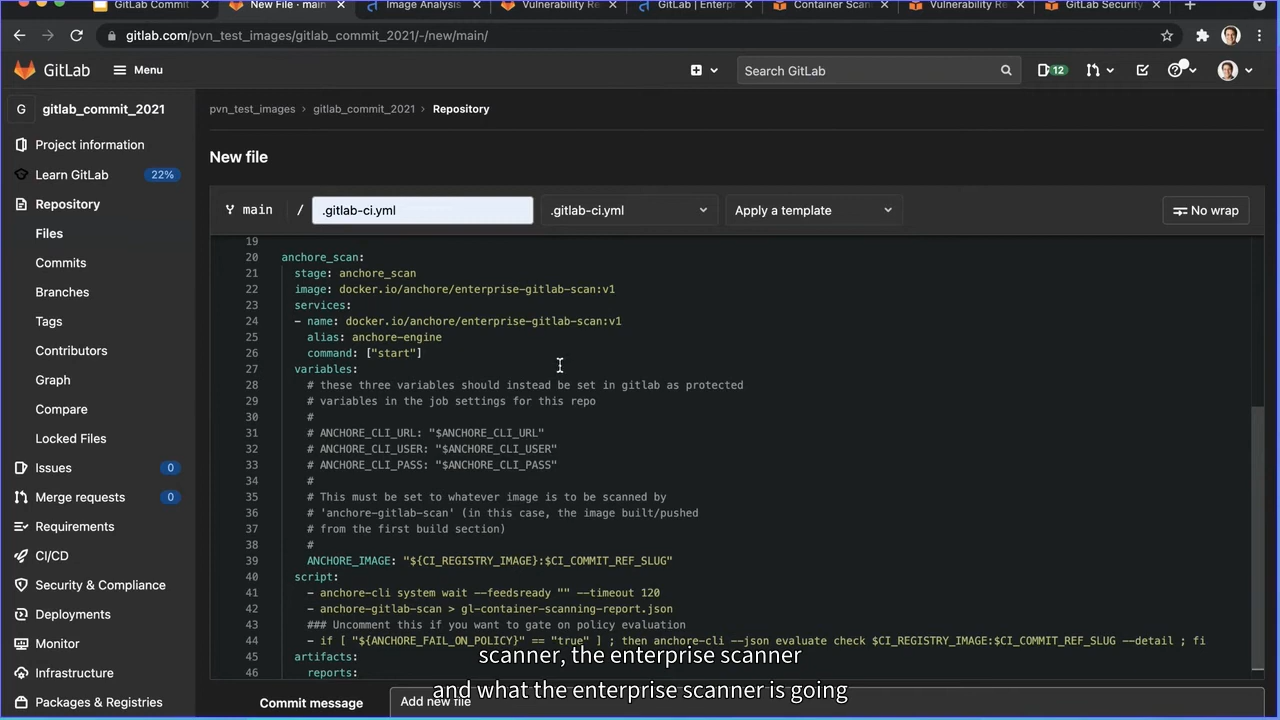 GitLab Commit
New File · main
Image Analysis
Vulnerability Re
GitLab | Enterpr
Container Scan
Vulnerability Re
GitLab Security
gitlab.com/pvn_test_images/gitlab_commit_2021/-/new/main/
GitLab
Menu
Search GitLab
12
G gitlab_commit_2021
pvn_test_images > gitlab_commit_2021 > Repository
Project information
Learn GitLab 22%
Repository
Files
Commits
Branches
Tags
Contributors
Graph
Compare
Locked Files
Issues 0
Merge requests 0
Requirements
CI/CD
Security & Compliance
Deployments
Monitor
Infrastructure
Packages & Registries
New file
main / .gitlab-ci.yml .gitlab-ci.yml Apply a template No wrap
19
20 anchore_scan:
21 stage: anchore_scan
22 image: docker.io/anchore/enterprise-gitlab-scan:v1
23 services:
24 - name: docker.io/anchore/enterprise-gitlab-scan:v1
25 alias: anchore-engine
26 command: ["start"]
27 variables:
28 # these three variables should instead be set in gitlab as protected
29 # variables in the job settings for this repo
30 #
31 # ANCHORE_CLI_URL: "$ANCHORE_CLI_URL"
32 # ANCHORE_CLI_USER: "$ANCHORE_CLI_USER"
33 # ANCHORE_CLI_PASS: "$ANCHORE_CLI_PASS"
34 #
35 # This must be set to whatever image is to be scanned by
36 # 'anchore-gitlab-scan' (in this case, the image built/pushed
37 # from the first build section)
38 #
39 ANCHORE_IMAGE: "${CI_REGISTRY_IMAGE}:$CI_COMMIT_REF_SLUG"
40 script:
41 - anchore-cli system wait --feedsready "" --timeout 120
42 - anchore-gitlab-scan > gl-container-scanning-report.json
43 ### Uncomment this if you want to gate on policy evaluation
44 - if [ "${ANCHORE_FAIL_ON_POLICY}" == "true" ] ; then anchore-cli --json evaluate check $CI_REGISTRY_IMAGE:$CI_COMMIT_REF_SLUG --detail ; fi
45 artifacts:
46 reports:
scanner, the enterprise scanner
and what the enterprise scanner is going
Commit message
Add new file